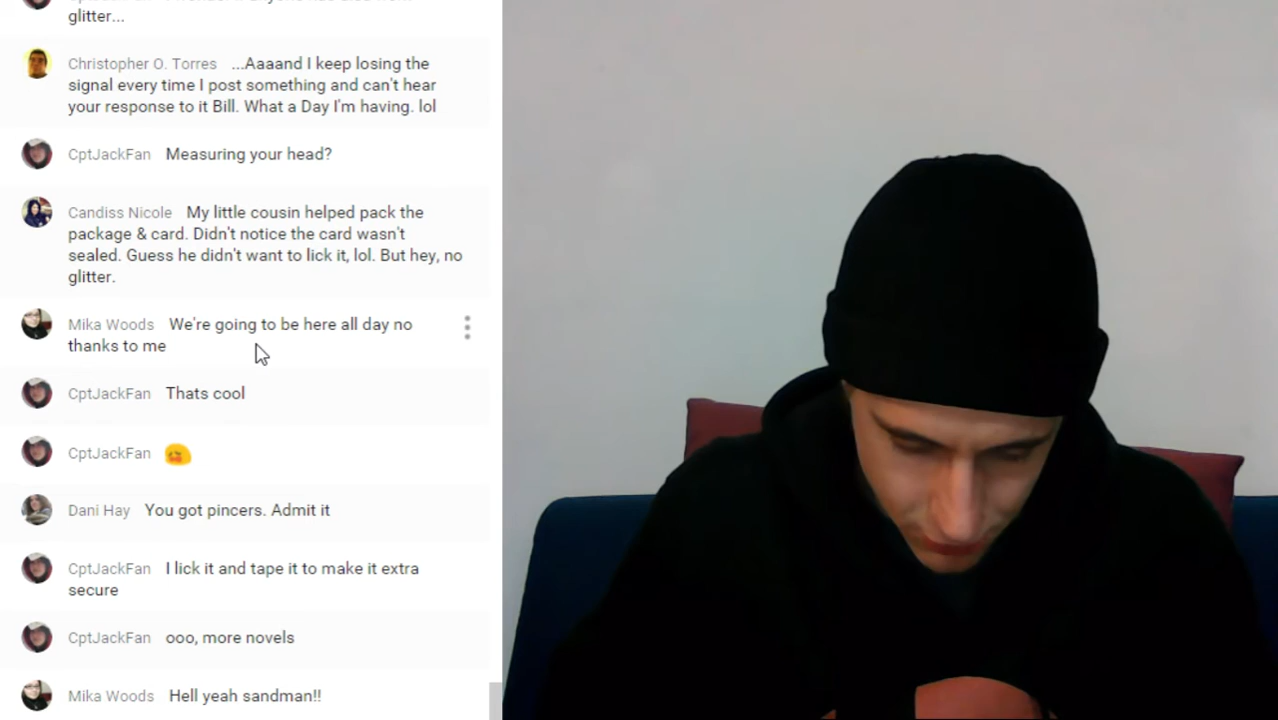 glitter...
Christopher O. Torres ...Aaaand I keep losing the
signal every time I post something and can't hear
your response to it Bill. What a Day I'm having. lol
CptJackFan Measuring your head?
Candiss Nicole My little cousin helped pack the
package & card. Didn't notice the card wasn't
sealed. Guess he didn't want to lick it, lol. But hey, no
glitter.
Mika Woods We're going to be here all day no
thanks to me
CptJackFan Thats cool
CptJackFan
Dani Hay You got pincers. Admit it
CptJackFan I lick it and tape it to make it extra
secure
CptJackFan ooo, more novels
Mika Woods Hell yeah sandman!!